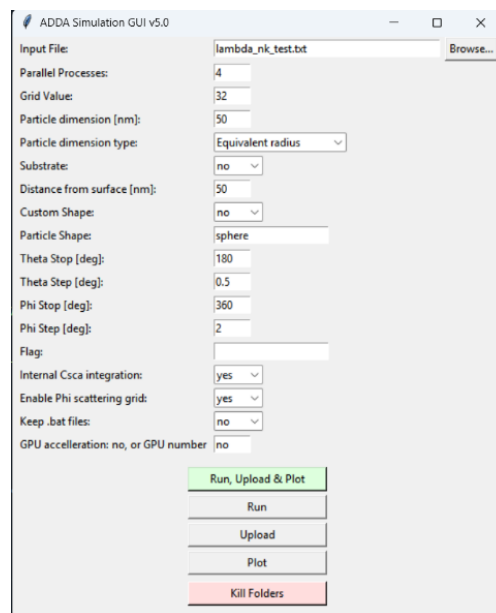 ADDA Simulation GUI v5.0
Input File: lambda_nk_test.txt Browse...
Parallel Processes: 4
Grid Value: 32
Particle dimension [nm]: 50
Particle dimension type: Equivalent radius
Substrate: no
Distance from surface [nm]: 50
Custom Shape: no
Particle Shape: sphere
Theta Stop [deg]: 180
Theta Step [deg]: 0.5
Phi Stop [deg]: 360
Phi Step [deg]: 2
Flag:
Internal Csca integration: yes
Enable Phi scattering grid: yes
Keep .bat files: no
GPU accelleration: no, or GPU number no
Run, Upload & Plot
Run
Upload
Plot
Kill Folders